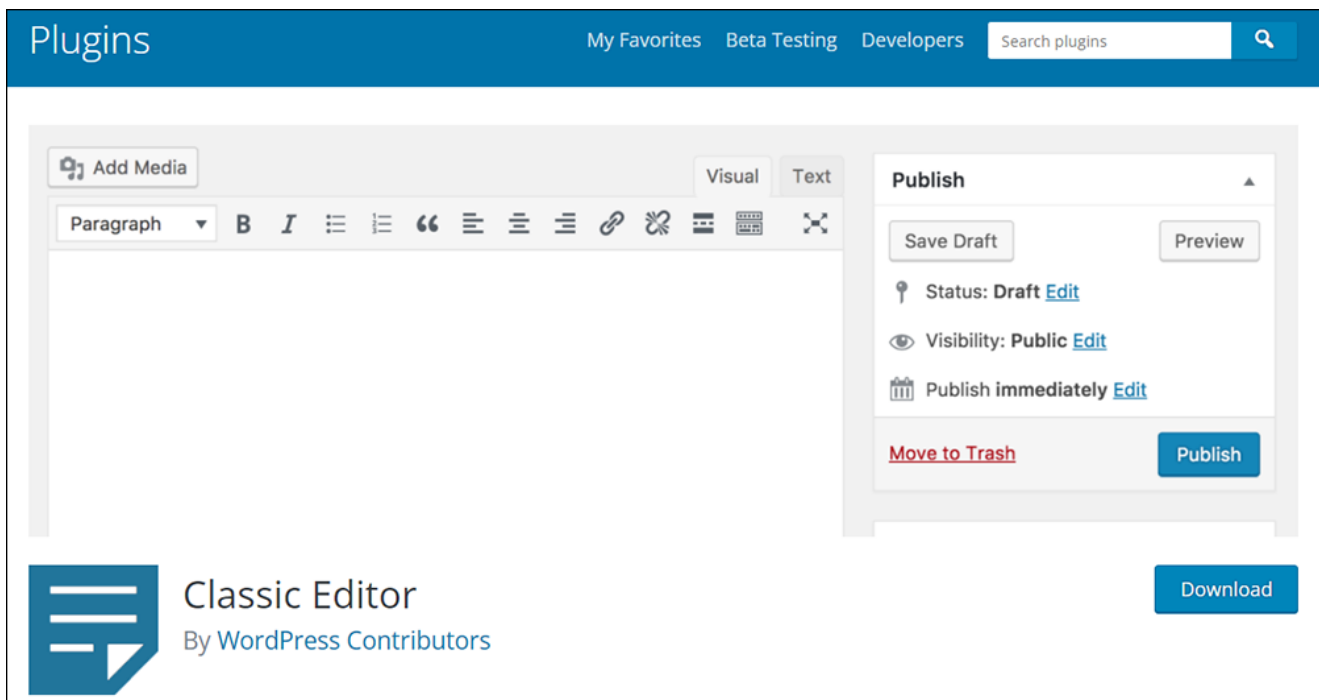 Plugins
My Favorites Beta Testing Developers Search plugins
Add Media
Visual Text
Paragraph B I
Publish
Save Draft Preview
Status: Draft Edit
Visibility: Public Edit
Publish immediately Edit
Move to Trash Publish
Classic Editor
By WordPress Contributors
Download